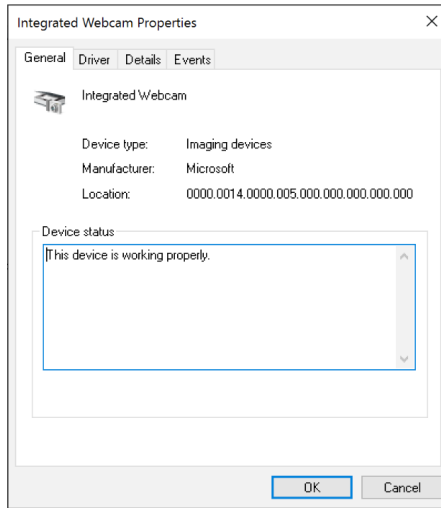 Integrated Webcam Properties
General Driver Details Events
Integrated Webcam
Device type: Imaging devices
Manufacturer: Microsoft
Location: 0000.0014.0000.005.000.000.000.000.000
Device status
This device is working properly.
OK Cancel